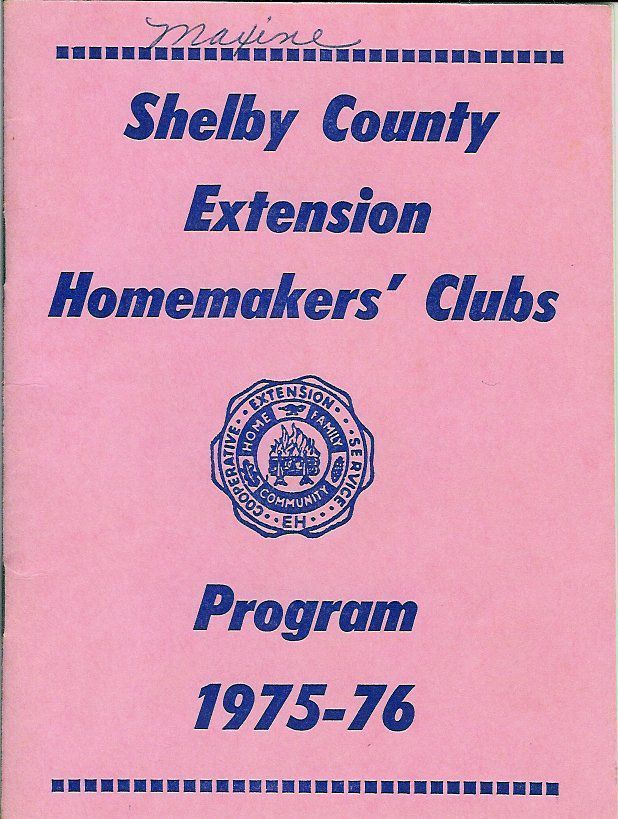 Maxine
Shelby County
Extension
Homemakers' Clubs
COOPERATIVE • EXTENSION • SERVICE
HOME FAMILY
COMMUNITY
EH
Program
1975-76